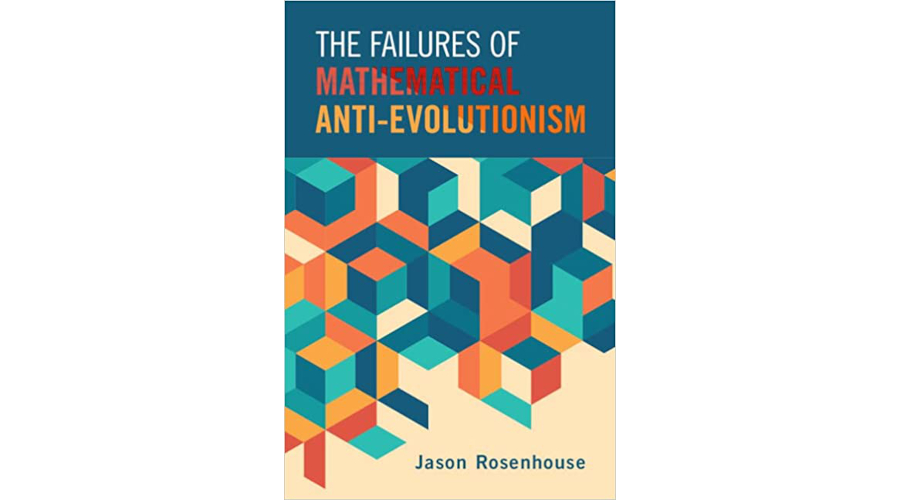 THE FAILURES OF
MATHEMATICAL
ANTI-EVOLUTIONISM
Jason Rosenhouse